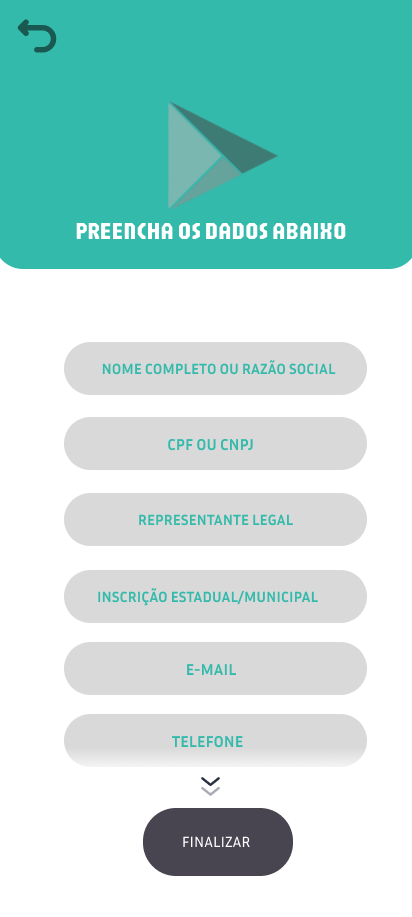 PREENCHA OS DADOS ABAIXO
NOME COMPLETO OU RAZÃO SOCIAL
CPF OU CNPJ
REPRESENTANTE LEGAL
INSCRIÇÃO ESTADUAL/MUNICIPAL
E-MAIL
TELEFONE
FINALIZAR